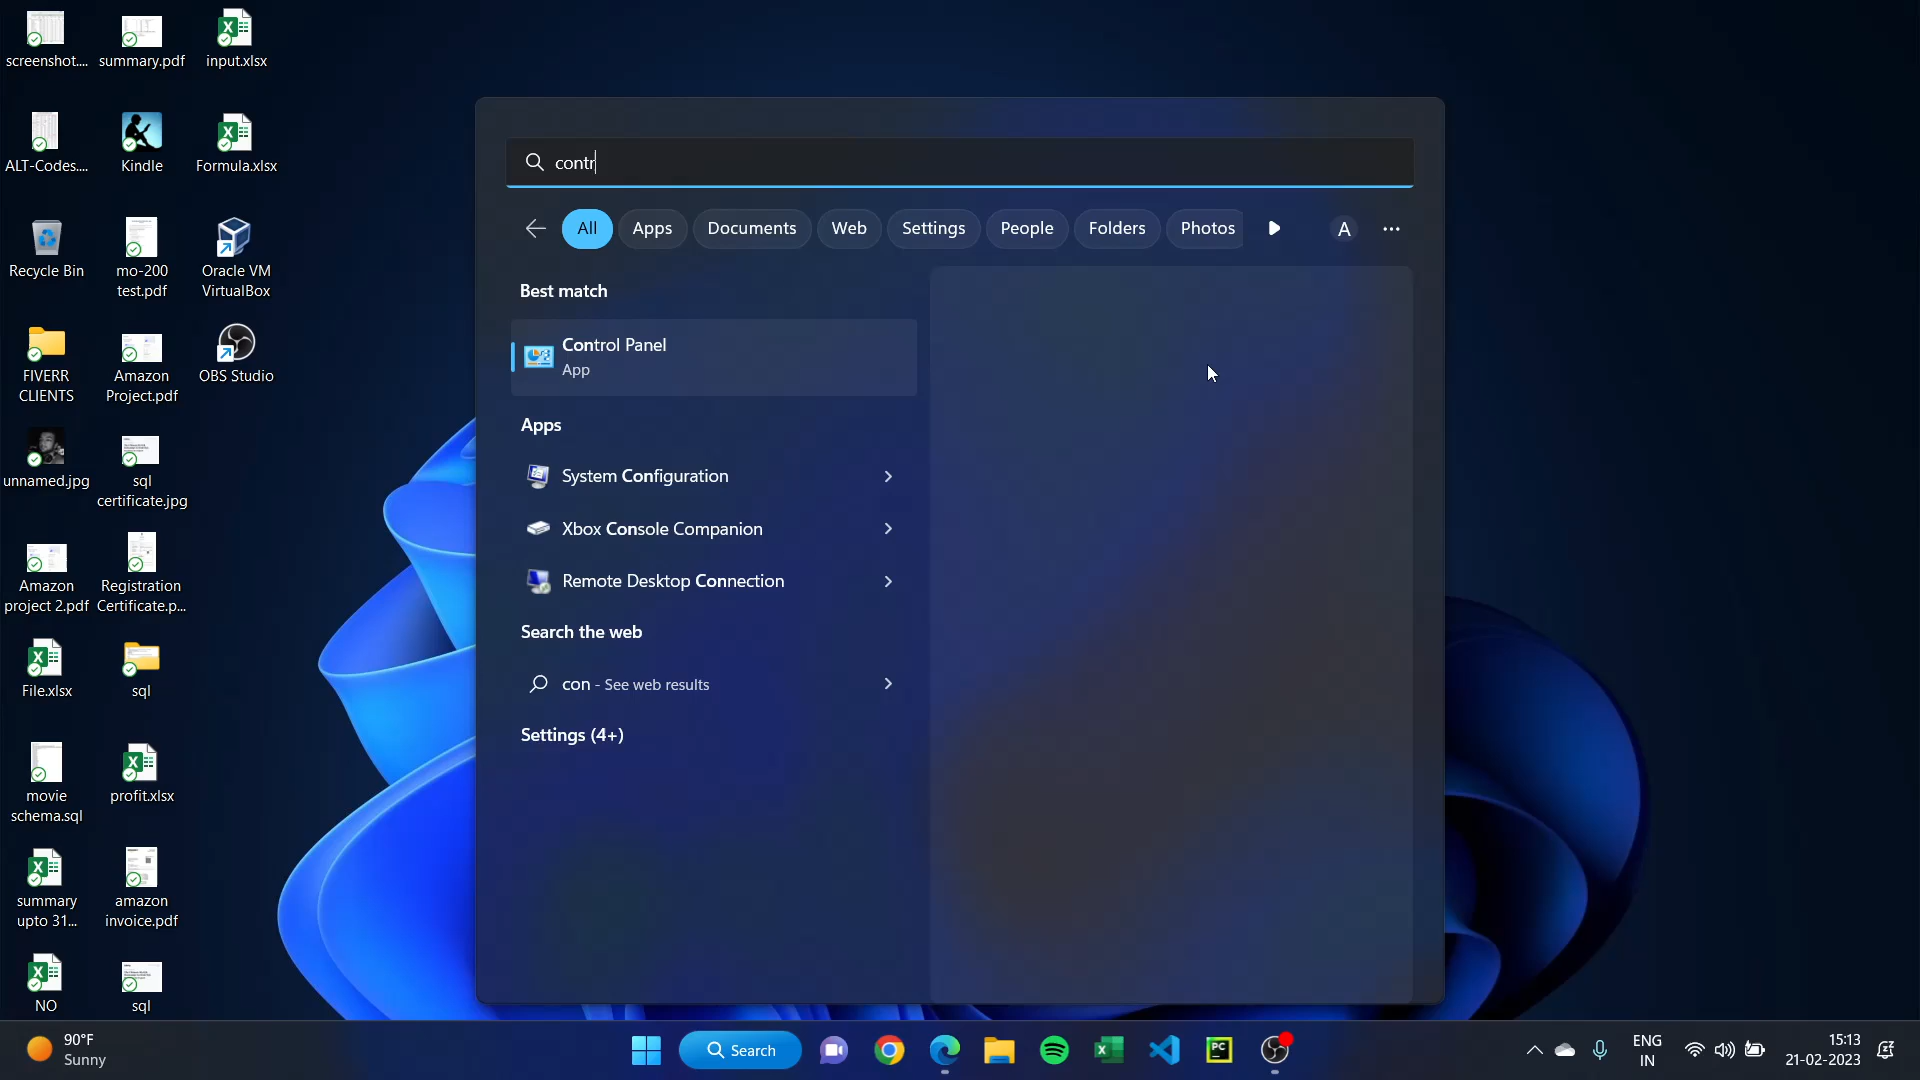 screenshot....
summary.pdf
input.xlsx
ALT-Codes....
Kindle
Formula.xlsx
Recycle Bin
mo-200
test.pdf
Oracle VM
VirtualBox
FIVERR
CLIENTS
Amazon
Project.pdf
OBS Studio
unnamed.jpg
sql
certificate.jpg
Amazon
project 2.pdf
Registration
Certificate.p...
File.xlsx
sql
movie
schema.sql
profit.xlsx
summary
upto 31...
amazon
invoice.pdf
NO
sql
contr
All
Apps
Documents
Web
Settings
People
Folders
Photos
A
Best match
Control Panel
App
Apps
System Configuration
Xbox Console Companion
Remote Desktop Connection
Search the web
con - See web results
Settings (4+)
90°F
Sunny
Search
PC
ENG
IN
15:13
21-02-2023